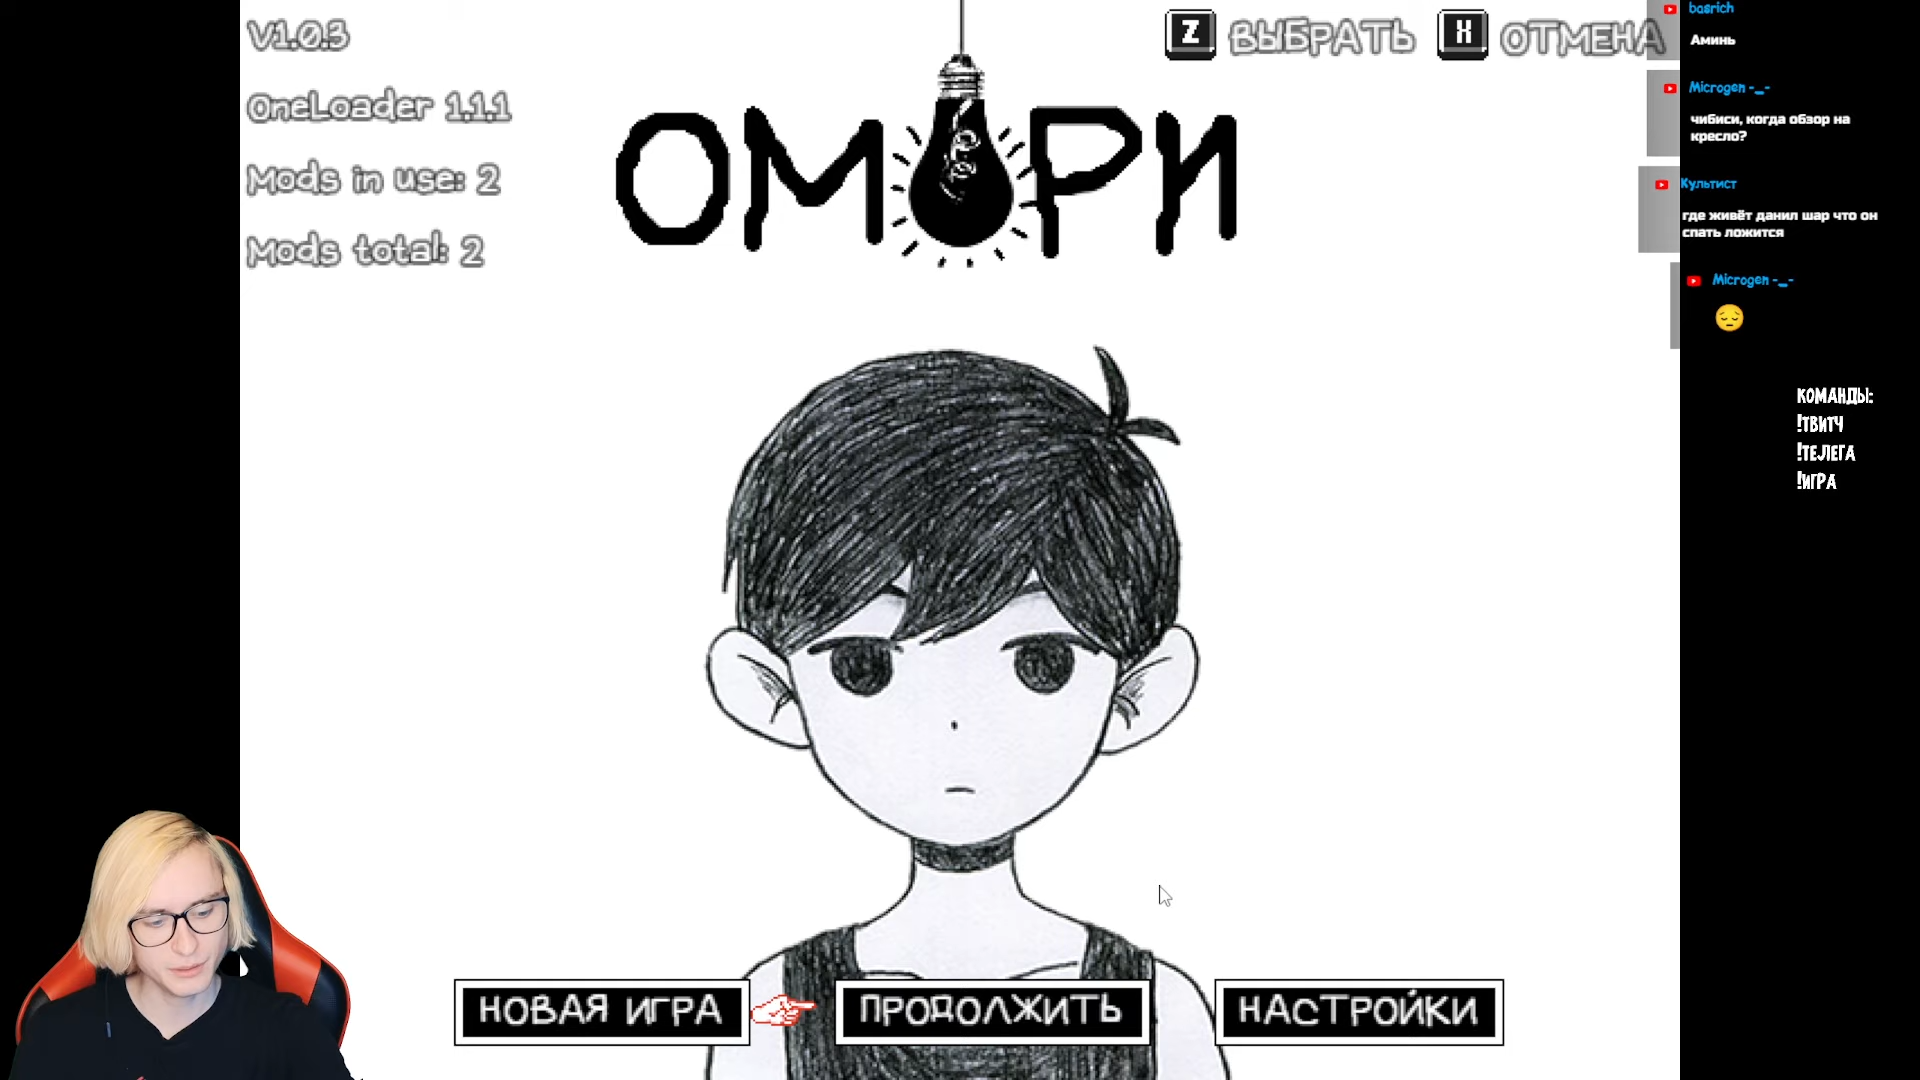 V1.0.3
OneLoader 1.1.1
Mods in use: 2
Mods total: 2
Z ВЫБРАТЬ X ОТМЕНА
ОМОРИ
НОВАЯ ИГРА
ПРОДОЛЖИТЬ
НАСТРОЙКИ
basrich
Аминь
Microgen -_-
чибиси, когда обзор на
кресло?
Культист
где живёт данил шар что он
спать ложится
Microgen -_-
КОМАНДЫ:
!ТВИТЧ
!ТЕЛЕГА
!ИГРА